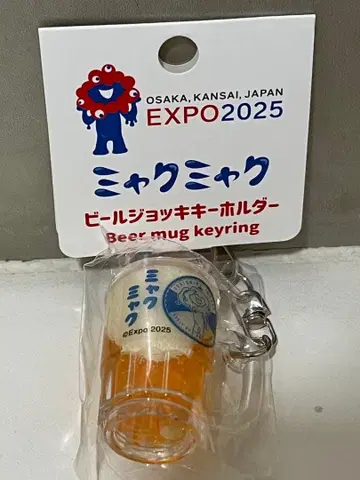 OSAKA, KANSAI, JAPAN
EXPO2025
ミャクミャク
ビールジョッキキーホルダー
Beer mug keyring
ミャク
ミャク
©Expo 2025